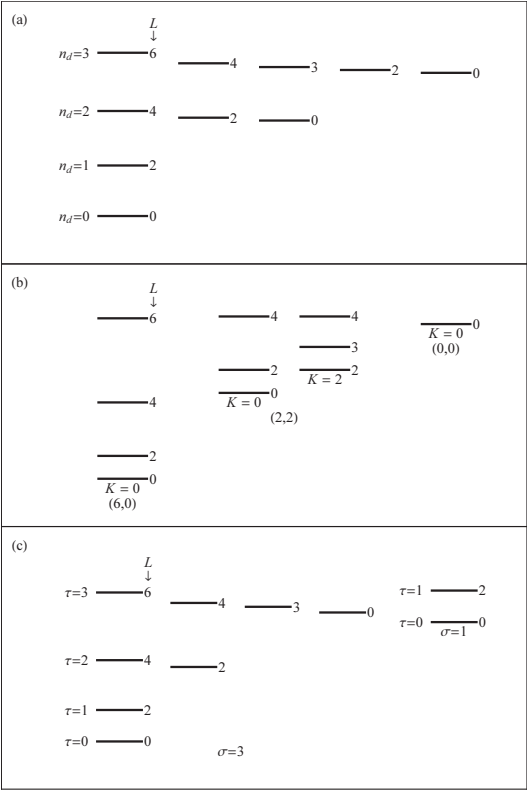 (a)
L
↓
n_d=3 6 4 3 2 0
n_d=2 4 2 0
n_d=1 2
n_d=0 0
(b)
L
↓
6 4 4 0
K = 0
(0,0)
3
4 2 2
K = 2
0
K = 0
(2,2)
2
0
K = 0
(6,0)
(c)
L
↓
τ=3 6 4 3 0 τ=1 2
τ=0 0
σ=1
τ=2 4 2
τ=1 2
τ=0 0 σ=3